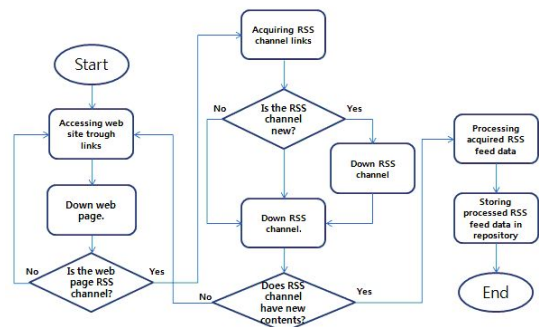 Start
Accessing web
site trough
links
Down web
page.
Is the web
page RSS
channel?
No
Yes
Acquiring RSS
channel links
Is the RSS
channel
new?
No
Yes
Down RSS
channel
Down RSS
channel.
Does RSS
channel
have new
contents?
No
Yes
Processing
acquired RSS
feed data
Storing
processed RSS
feed data in
repository
End